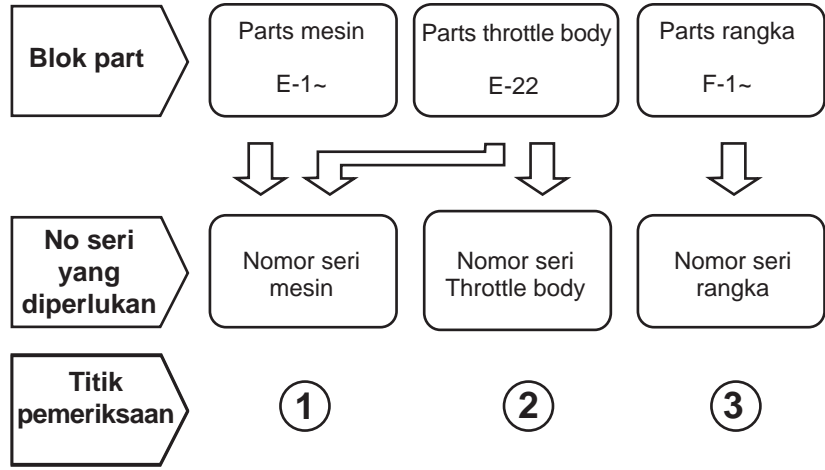 Blok part
Parts mesin
E-1~
Parts throttle body
E-22
Parts rangka
F-1~
No seri
yang
diperlukan
Nomor seri
mesin
Nomor seri
Throttle body
Nomor seri
rangka
Titik
pemeriksaan
1
2
3